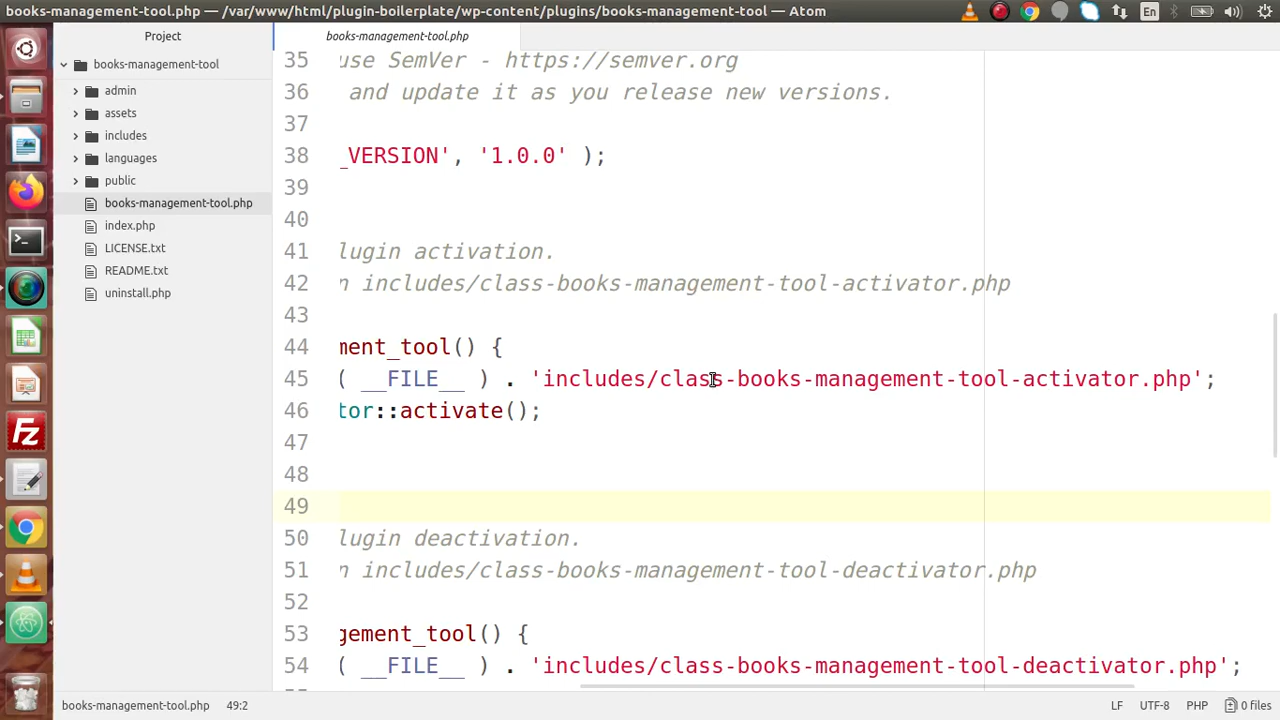 books-management-tool.php — /var/www/html/plugin-boilerplate/wp-content/plugins/books-management-tool — Atom
En
Project
books-management-tool
admin
assets
includes
languages
public
books-management-tool.php
index.php
LICENSE.txt
README.txt
uninstall.php
books-management-tool.php
35 use SemVer - https://semver.org
36 and update it as you release new versions.
37
38 _VERSION', '1.0.0' );
39
40
41 lugin activation.
42 n includes/class-books-management-tool-activator.php
43
44 ment_tool() {
45 ( __FILE__ ) . 'includes/class-books-management-tool-activator.php';
46 tor::activate();
47
48
49
50 lugin deactivation.
51 n includes/class-books-management-tool-deactivator.php
52
53 gement_tool() {
54 ( __FILE__ ) . 'includes/class-books-management-tool-deactivator.php';
books-management-tool.php 49:2 LF UTF-8 PHP 0 files